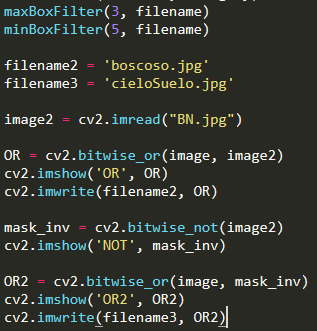 maxBoxFilter(3, filename)
minBoxFilter(5, filename)
filename2 = 'boscoso.jpg'
filename3 = 'cieloSuelo.jpg'
image2 = cv2.imread("BN.jpg")
OR = cv2.bitwise_or(image, image2)
cv2.imshow('OR', OR)
cv2.imwrite(filename2, OR)
mask_inv = cv2.bitwise_not(image2)
cv2.imshow('NOT', mask_inv)
OR2 = cv2.bitwise_or(image, mask_inv)
cv2.imshow('OR2', OR2)
cv2.imwrite(filename3, OR2)